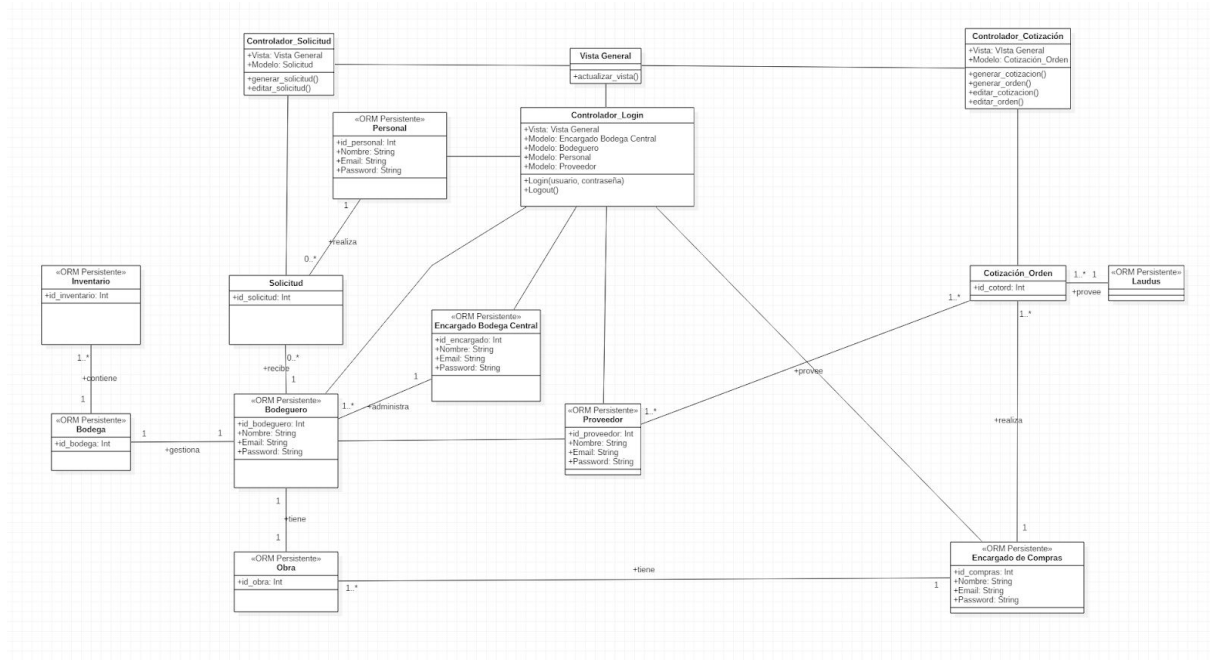 Controlador_Solicitud
+Vista: Vista General
+Modelo: Solicitud
+generar_solicitud()
+editar_solicitud()
Vista General
+actualizar_vista()
Controlador_Cotización
+Vista: VIsta General
+Modelo: Cotización_Orden
+generar_cotizacion()
+generar_orden()
+editar_cotizacion()
+editar_orden()
«ORM Persistente»
Personal
+id_personal: Int
+Nombre: String
+Email: String
+Password: String
Controlador_Login
+Vista: Vista General
+Modelo: Encargado Bodega Central
+Modelo: Bodeguero
+Modelo: Personal
+Modelo: Proveedor
+Login(usuario, contraseña)
+Logout()
1
+realiza
0..*
«ORM Persistente»
Inventario
+id_inventario: Int
Solicitud
+id_solicitud: Int
Cotización_Orden
+id_cotord: Int
1..*
1
+provee
«ORM Persistente»
Laudus
1..*
1..*
«ORM Persistente»
Encargado Bodega Central
+id_encargado: Int
+Nombre: String
+Email: String
+Password: String
1..*
+contiene
1
0..*
+recibe
1
1
+administra
1..*
+provee
«ORM Persistente»
Bodega
+id_bodega: Int
1
+gestiona
1
«ORM Persistente»
Bodeguero
+id_bodeguero: Int
+Nombre: String
+Email: String
+Password: String
«ORM Persistente»
Proveedor
+id_proveedor: Int
+Nombre: String
+Email: String
+Password: String
1..*
+realiza
1
1
+tiene
1
«ORM Persistente»
Obra
+id_obra: Int
1..*
+tiene
1
«ORM Persistente»
Encargado de Compras
+id_compras: Int
+Nombre: String
+Email: String
+Password: String